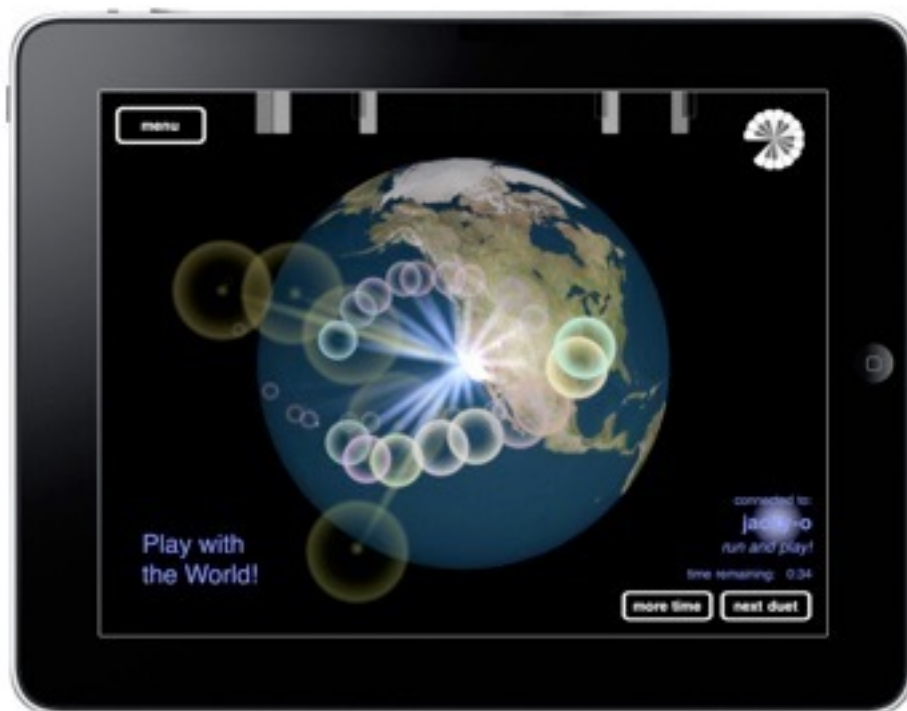 menu
Play with
the World!
connected to:
run and play!
time remaining: 0:34
more time
next duet